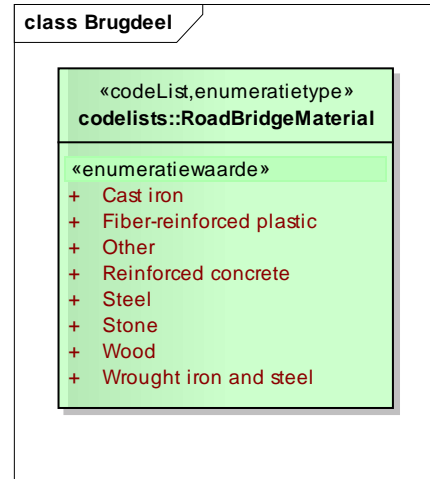 class Brugdeel
«codeList,enumeratietype»
codelists::RoadBridgeMaterial
«enumeratiewaarde»
+ Cast iron
+ Fiber-reinforced plastic
+ Other
+ Reinforced concrete
+ Steel
+ Stone
+ Wood
+ Wrought iron and steel